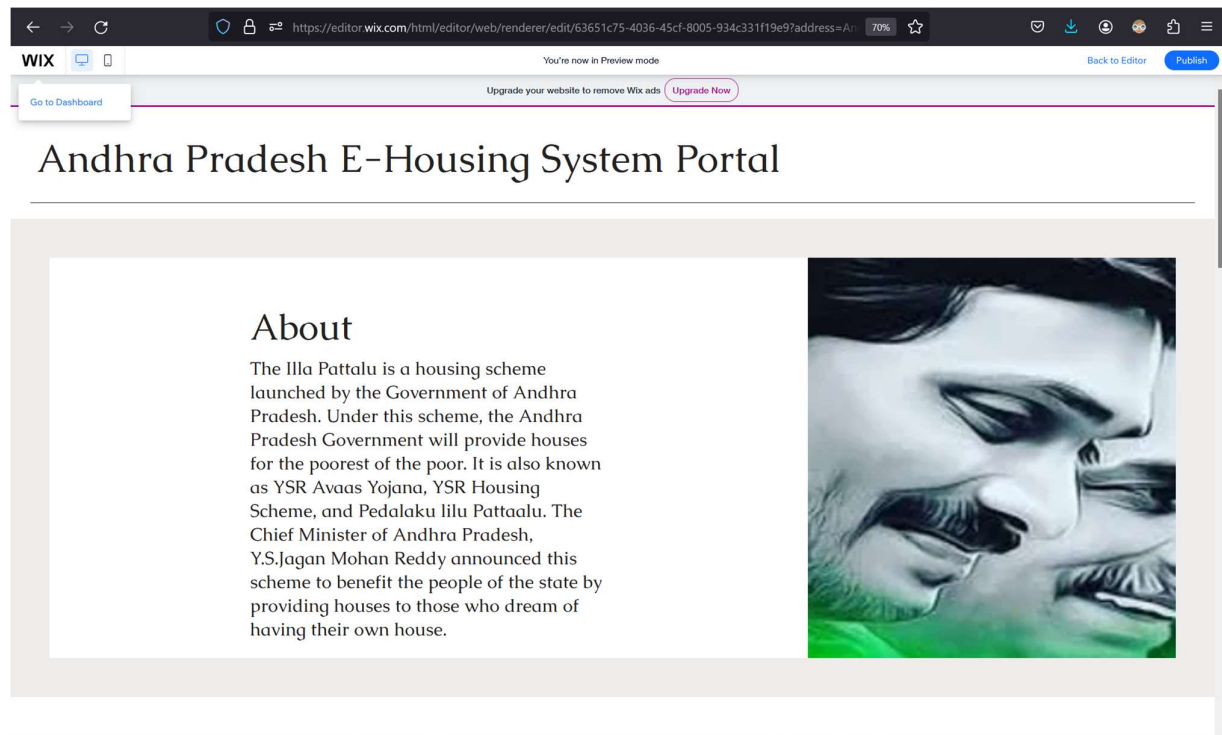 https://editor.wix.com/html/editor/web/renderer/edit/63651c75-4036-45cf-8005-934c331f19e9?address=An 70%
WIX You're now in Preview mode Back to Editor Publish
Upgrade your website to remove Wix ads Upgrade Now
Go to Dashboard
Andhra Pradesh E-Housing System Portal
About
The Illa Pattalu is a housing scheme
launched by the Government of Andhra
Pradesh. Under this scheme, the Andhra
Pradesh Government will provide houses
for the poorest of the poor. It is also known
as YSR Avaas Yojana, YSR Housing
Scheme, and Pedalaku lilu Pattaalu. The
Chief Minister of Andhra Pradesh,
Y.S.Jagan Mohan Reddy announced this
scheme to benefit the people of the state by
providing houses to those who dream of
having their own house.